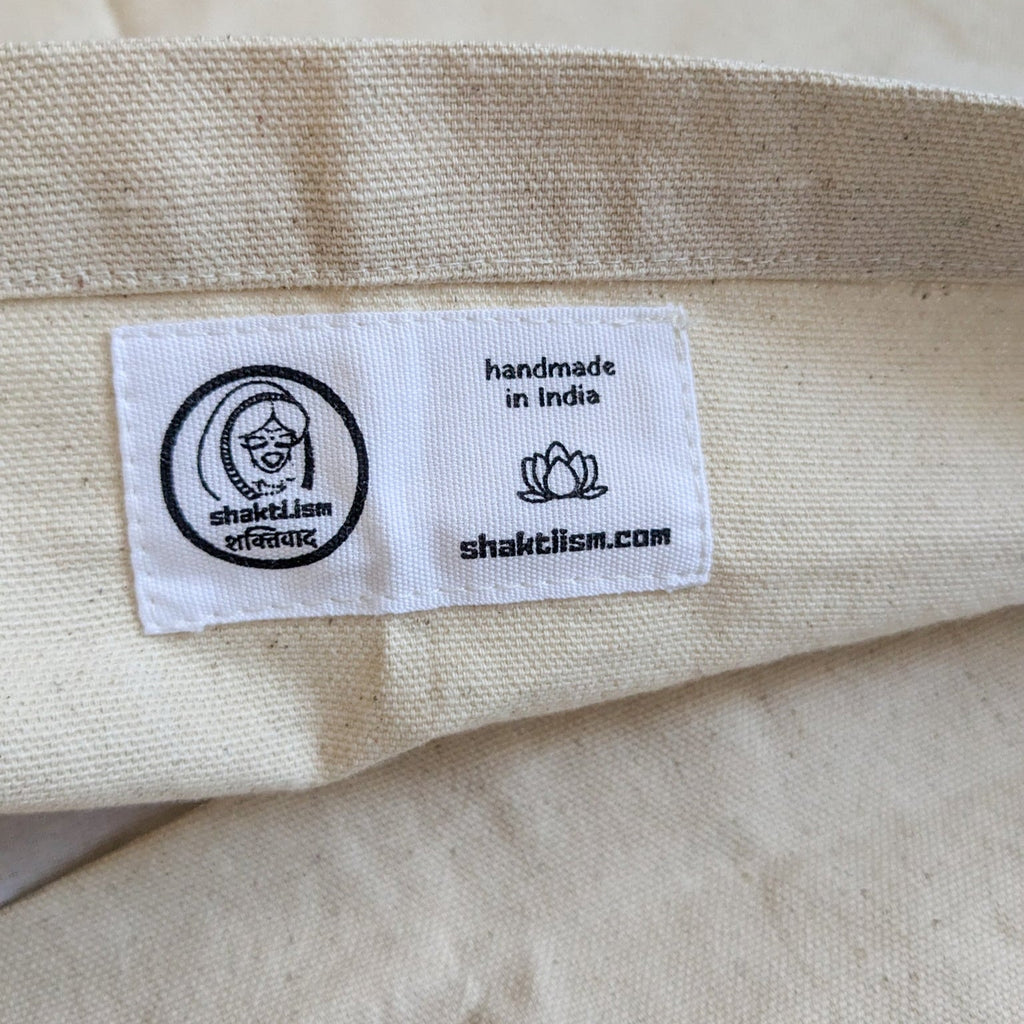 shakti.ism
शक्तिवाद
handmade
in India
shaktiism.com